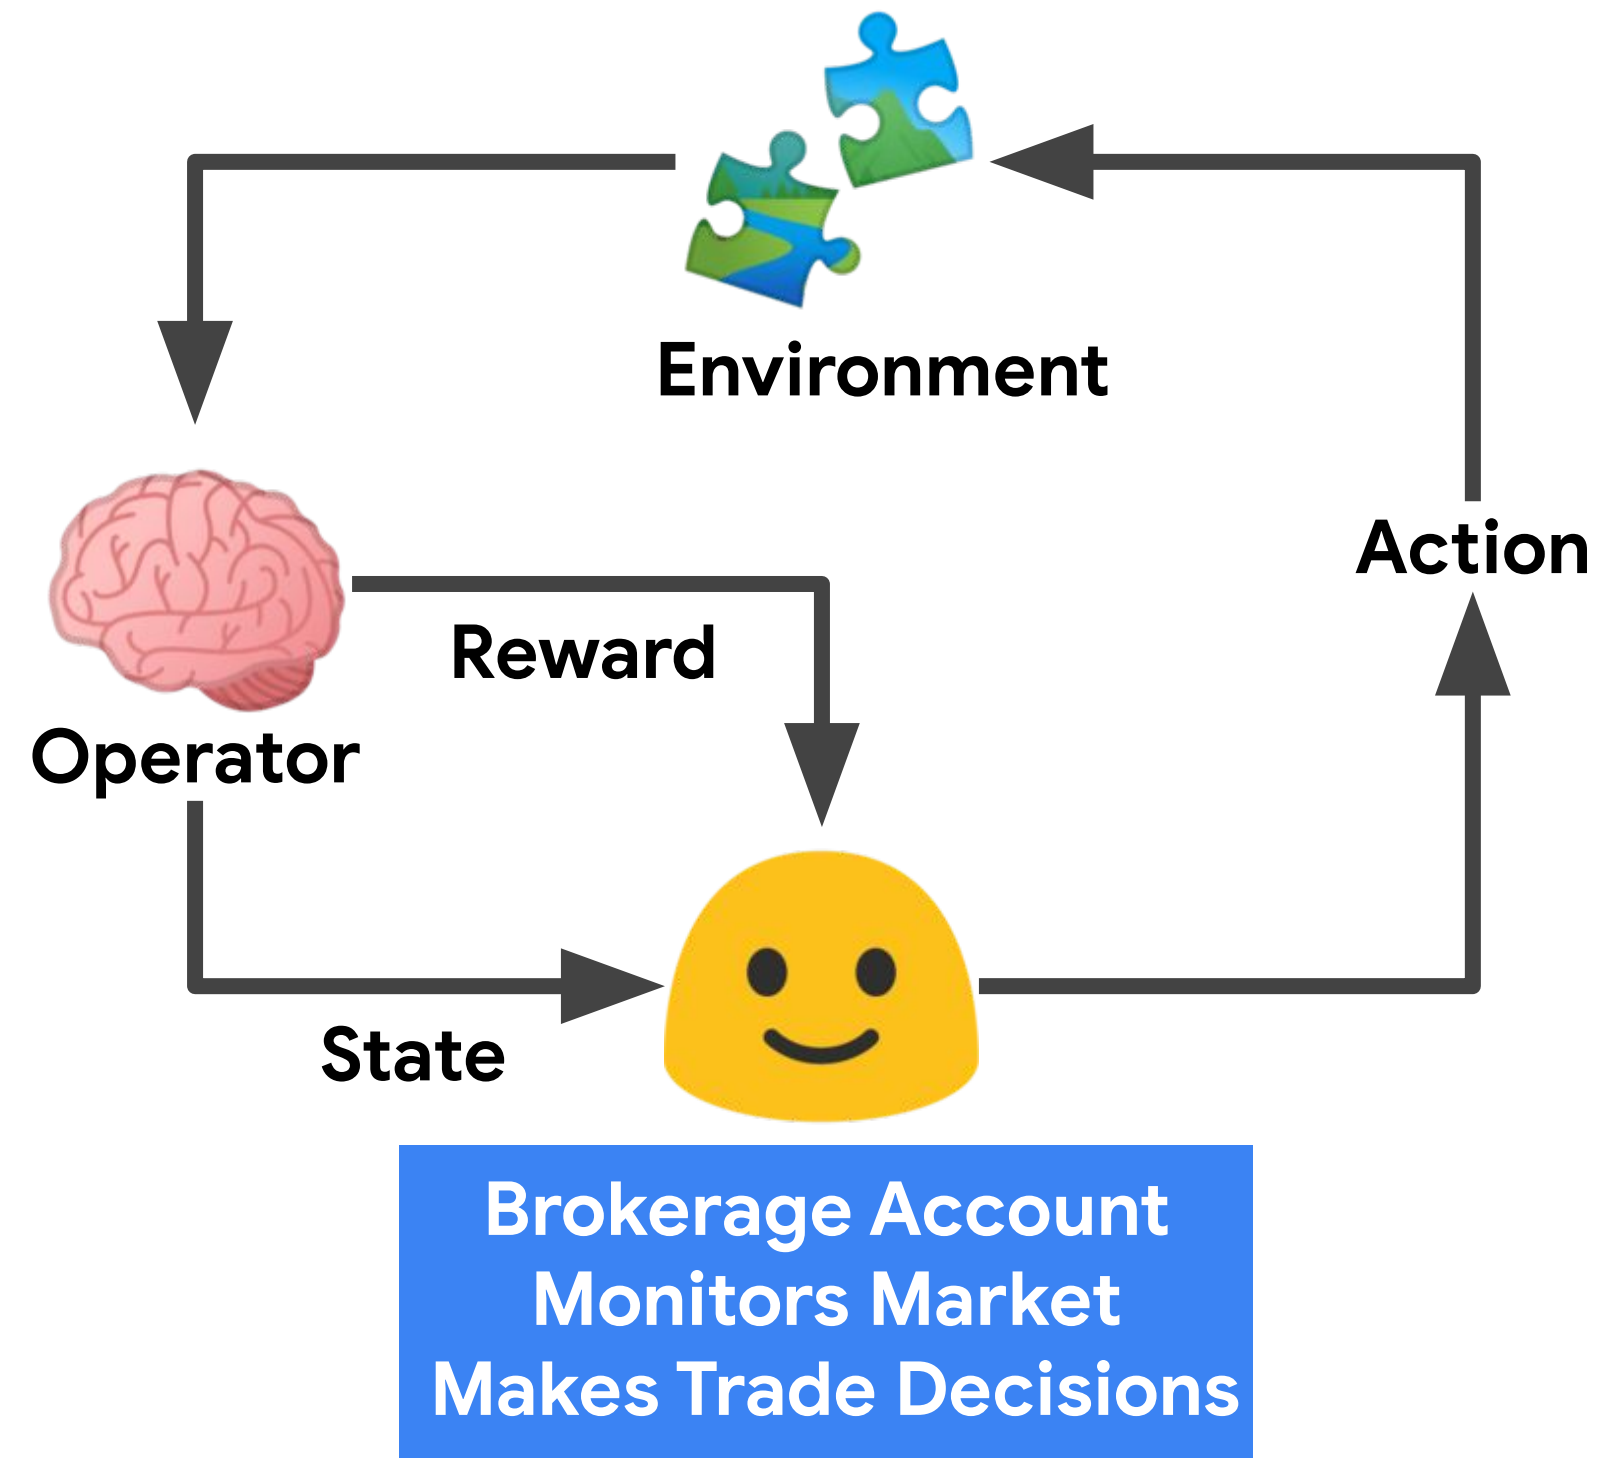 Environment
Action
Reward
Operator
State
Brokerage Account
Monitors Market
Makes Trade Decisions